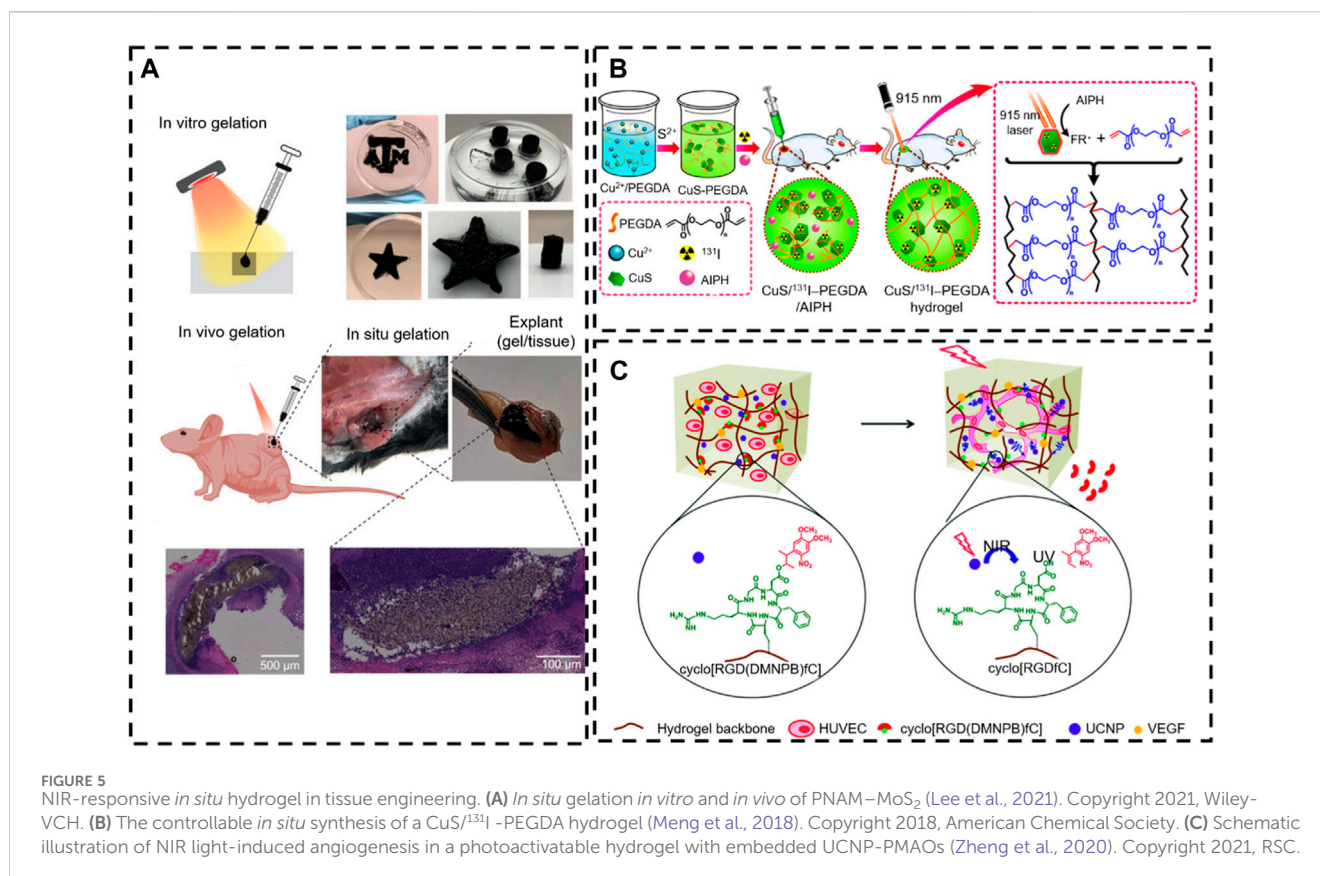 A
In vitro gelation
A M
In vivo gelation
In situ gelation
Explant
(gel/tissue)
500 µm
100 µm
B
Cu²⁺/PEGDA
S²⁺
CuS-PEGDA
915 nm
915 nm
laser
AIPH
FR· +
PEGDA
Cu²⁺
¹³¹I
CuS
AIPH
CuS/¹³¹I–PEGDA
/AIPH
CuS/¹³¹I–PEGDA
hydrogel
C
OCH₃
OCH₃
NO₂
cyclo[RGD(DMNPB)fC]
NIR
UV
OCH₃
OCH₃
NO₂
cyclo[RGDfC]
Hydrogel backbone
HUVEC
cyclo[RGD(DMNPB)fC]
UCNP
VEGF
FIGURE 5
NIR-responsive in situ hydrogel in tissue engineering. (A) In situ gelation in vitro and in vivo of PNAM–MoS₂ (Lee et al., 2021). Copyright 2021, Wiley-
VCH. (B) The controllable in situ synthesis of a CuS/¹³¹I -PEGDA hydrogel (Meng et al., 2018). Copyright 2018, American Chemical Society. (C) Schematic
illustration of NIR light-induced angiogenesis in a photoactivatable hydrogel with embedded UCNP-PMAOs (Zheng et al., 2020). Copyright 2021, RSC.